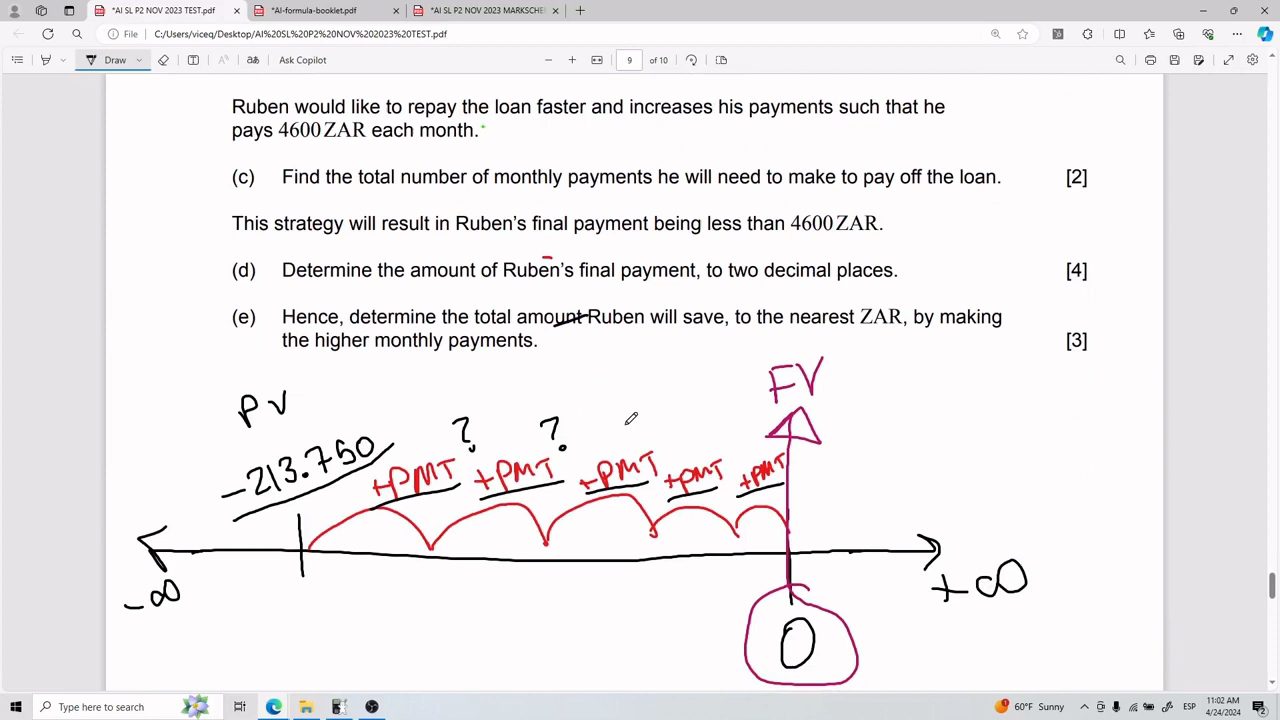 *AI SL P2 NOV 2023 TEST.pdf
*AI-formula-booklet.pdf
*AI SL P2 NOV 2023 MARKSCHE
File
C:/Users/viceq/Desktop/AI%20SL%20P2%20NOV%202023%20TEST.pdf
Draw
Ask Copilot
9 of 10
Ruben would like to repay the loan faster and increases his payments such that he
pays 4600 ZAR each month.
(c) Find the total number of monthly payments he will need to make to pay off the loan. [2]
This strategy will result in Ruben's final payment being less than 4600 ZAR.
(d) Determine the amount of Ruben's final payment, to two decimal places. [4]
(e) Hence, determine the total amount Ruben will save, to the nearest ZAR, by making
the higher monthly payments. [3]
FV
PV
? ?
-213.750
+PMT +PMT +PMT +PMT +PMT
-∞
+∞
0
Type here to search
60°F Sunny
ESP
11:02 AM
4/24/2024